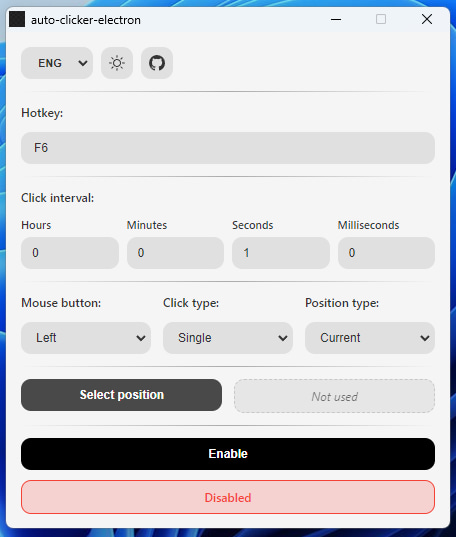 auto-clicker-electron
ENG
Hotkey:
F6
Click interval:
Hours Minutes Seconds Milliseconds
0 0 1 0
Mouse button: Click type: Position type:
Left Single Current
Select position Not used
Enable
Disabled